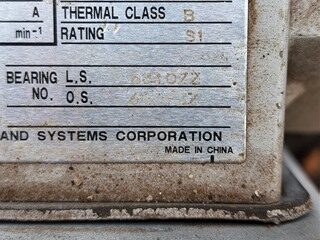 A THERMAL CLASS B
min⁻¹ RATING S1
BEARING L.S.
NO. O.S.
AND SYSTEMS CORPORATION
MADE IN CHINA